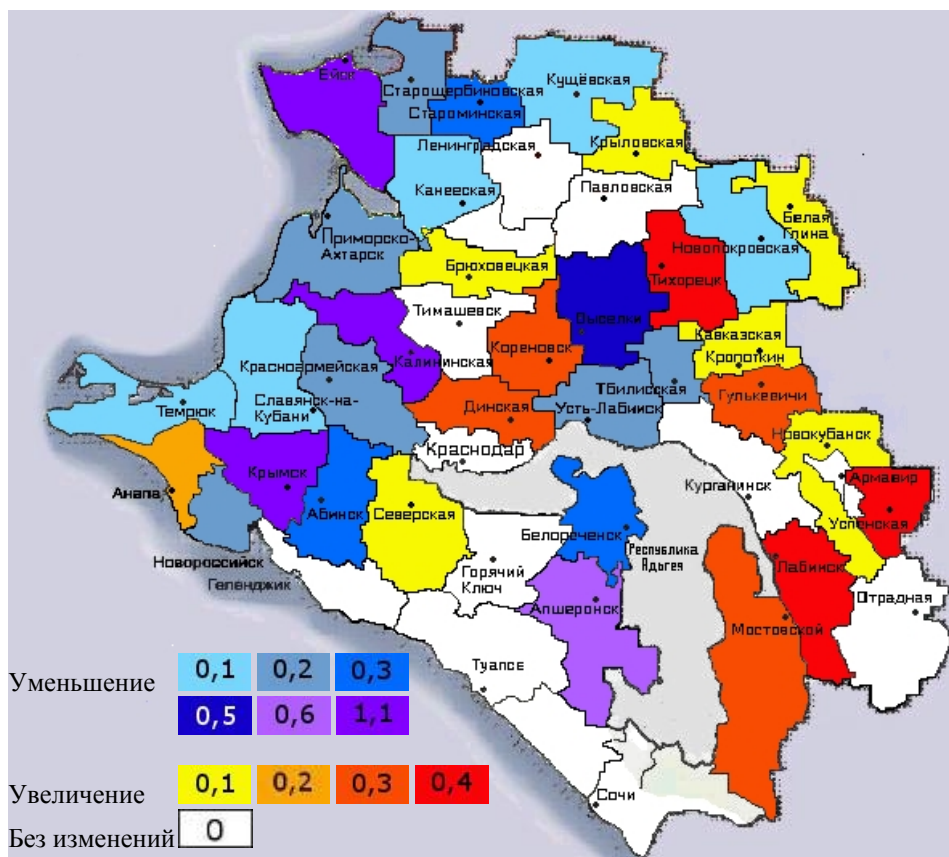 Ейск
Старощербиновская
Староминская
Кущёвская
Ленинградская
Крыловская
Канееская
Павловская
Белая
Глина
Приморско-
Ахтарск
Новопокровская
Брюховецкая
Тихорецк
Тимашевск
Выселки
Кавказская
Калининская
Кореновск
Кропоткин
Красноармейская
Тбилисская
Гулькевичи
Темрюк
Славянск-на-
Кубани
Динская
Усть-Лабинск
Краснодар
Новокубанск
Анапа
Крымск
Абинск
Северская
Курганинск
Армавир
Успенская
Белореченск
Новороссийск
Геленджик
Горячий
Ключ
Республика
Адыгея
Лабинск
Отрадная
Апшеронск
Мостовской
Туапсе
Сочи
Уменьшение 0,1 0,2 0,3
0,5 0,6 1,1
Увеличение 0,1 0,2 0,3 0,4
Без изменений 0